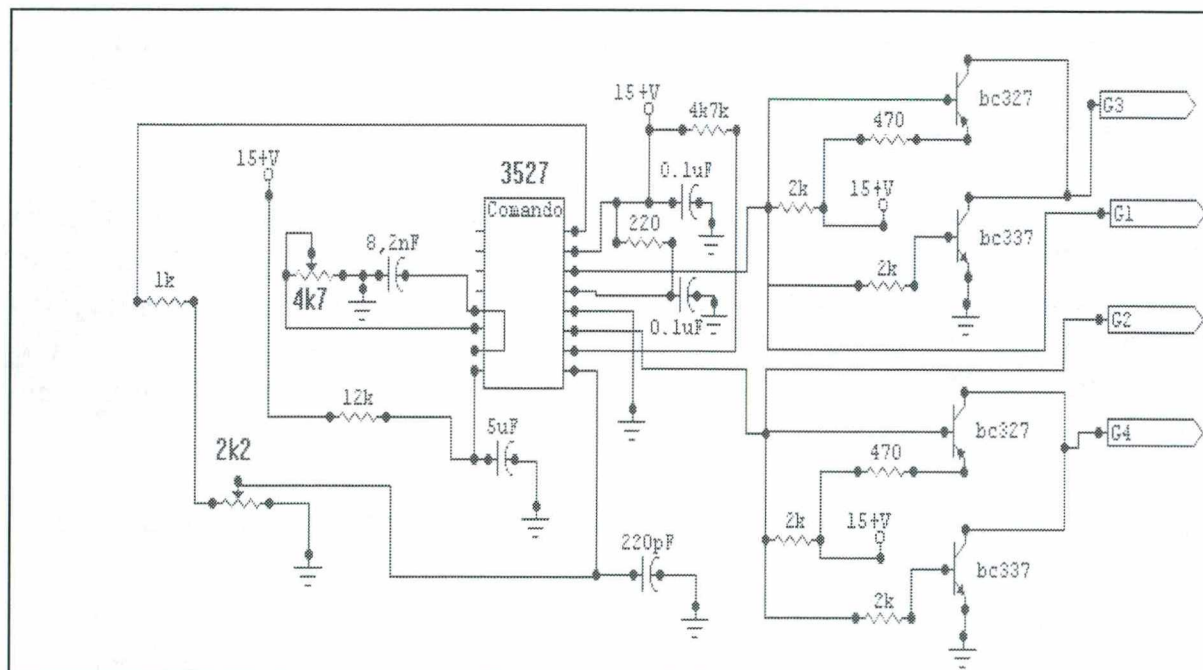 bc327
G3
15+V
4k7k
470
15+V
3527
0.1uF
2k
15+V
G1
Comando
220
bc337
8,2nF
2k
1k
4k7
0.1uF
G2
12k
5uF
bc327
G4
2k2
470
2k
15+V
220pF
bc337
2k